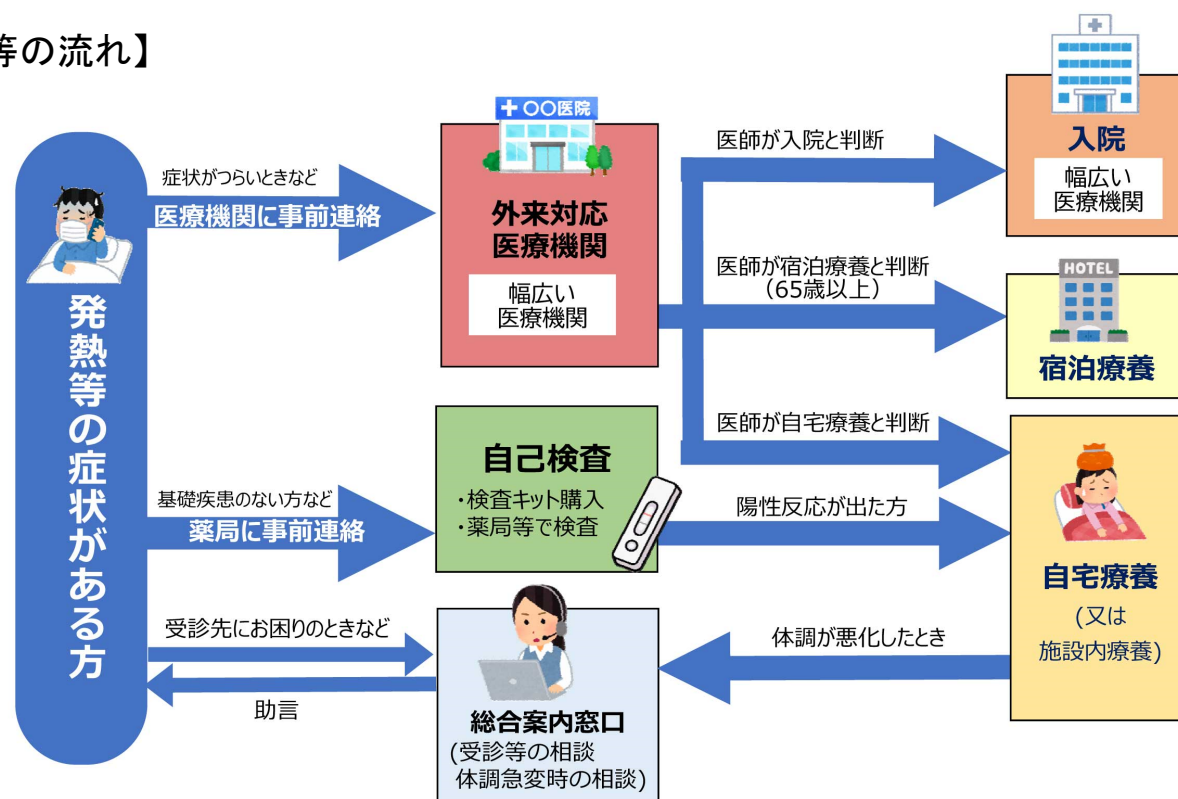 等の流れ】
発熱等の症状がある方
症状がつらいときなど
医療機関に事前連絡
基礎疾患のない方など
薬局に事前連絡
受診先にお困りのときなど
助言
〇〇医院
外来対応
医療機関
幅広い
医療機関
自己検査
・検査キット購入
・薬局等で検査
総合案内窓口
(受診等の相談
体調急変時の相談)
医師が入院と判断
医師が宿泊療養と判断
(65歳以上)
医師が自宅療養と判断
陽性反応が出た方
体調が悪化したとき
入院
幅広い
医療機関
HOTEL
宿泊療養
自宅療養
(又は
施設内療養)